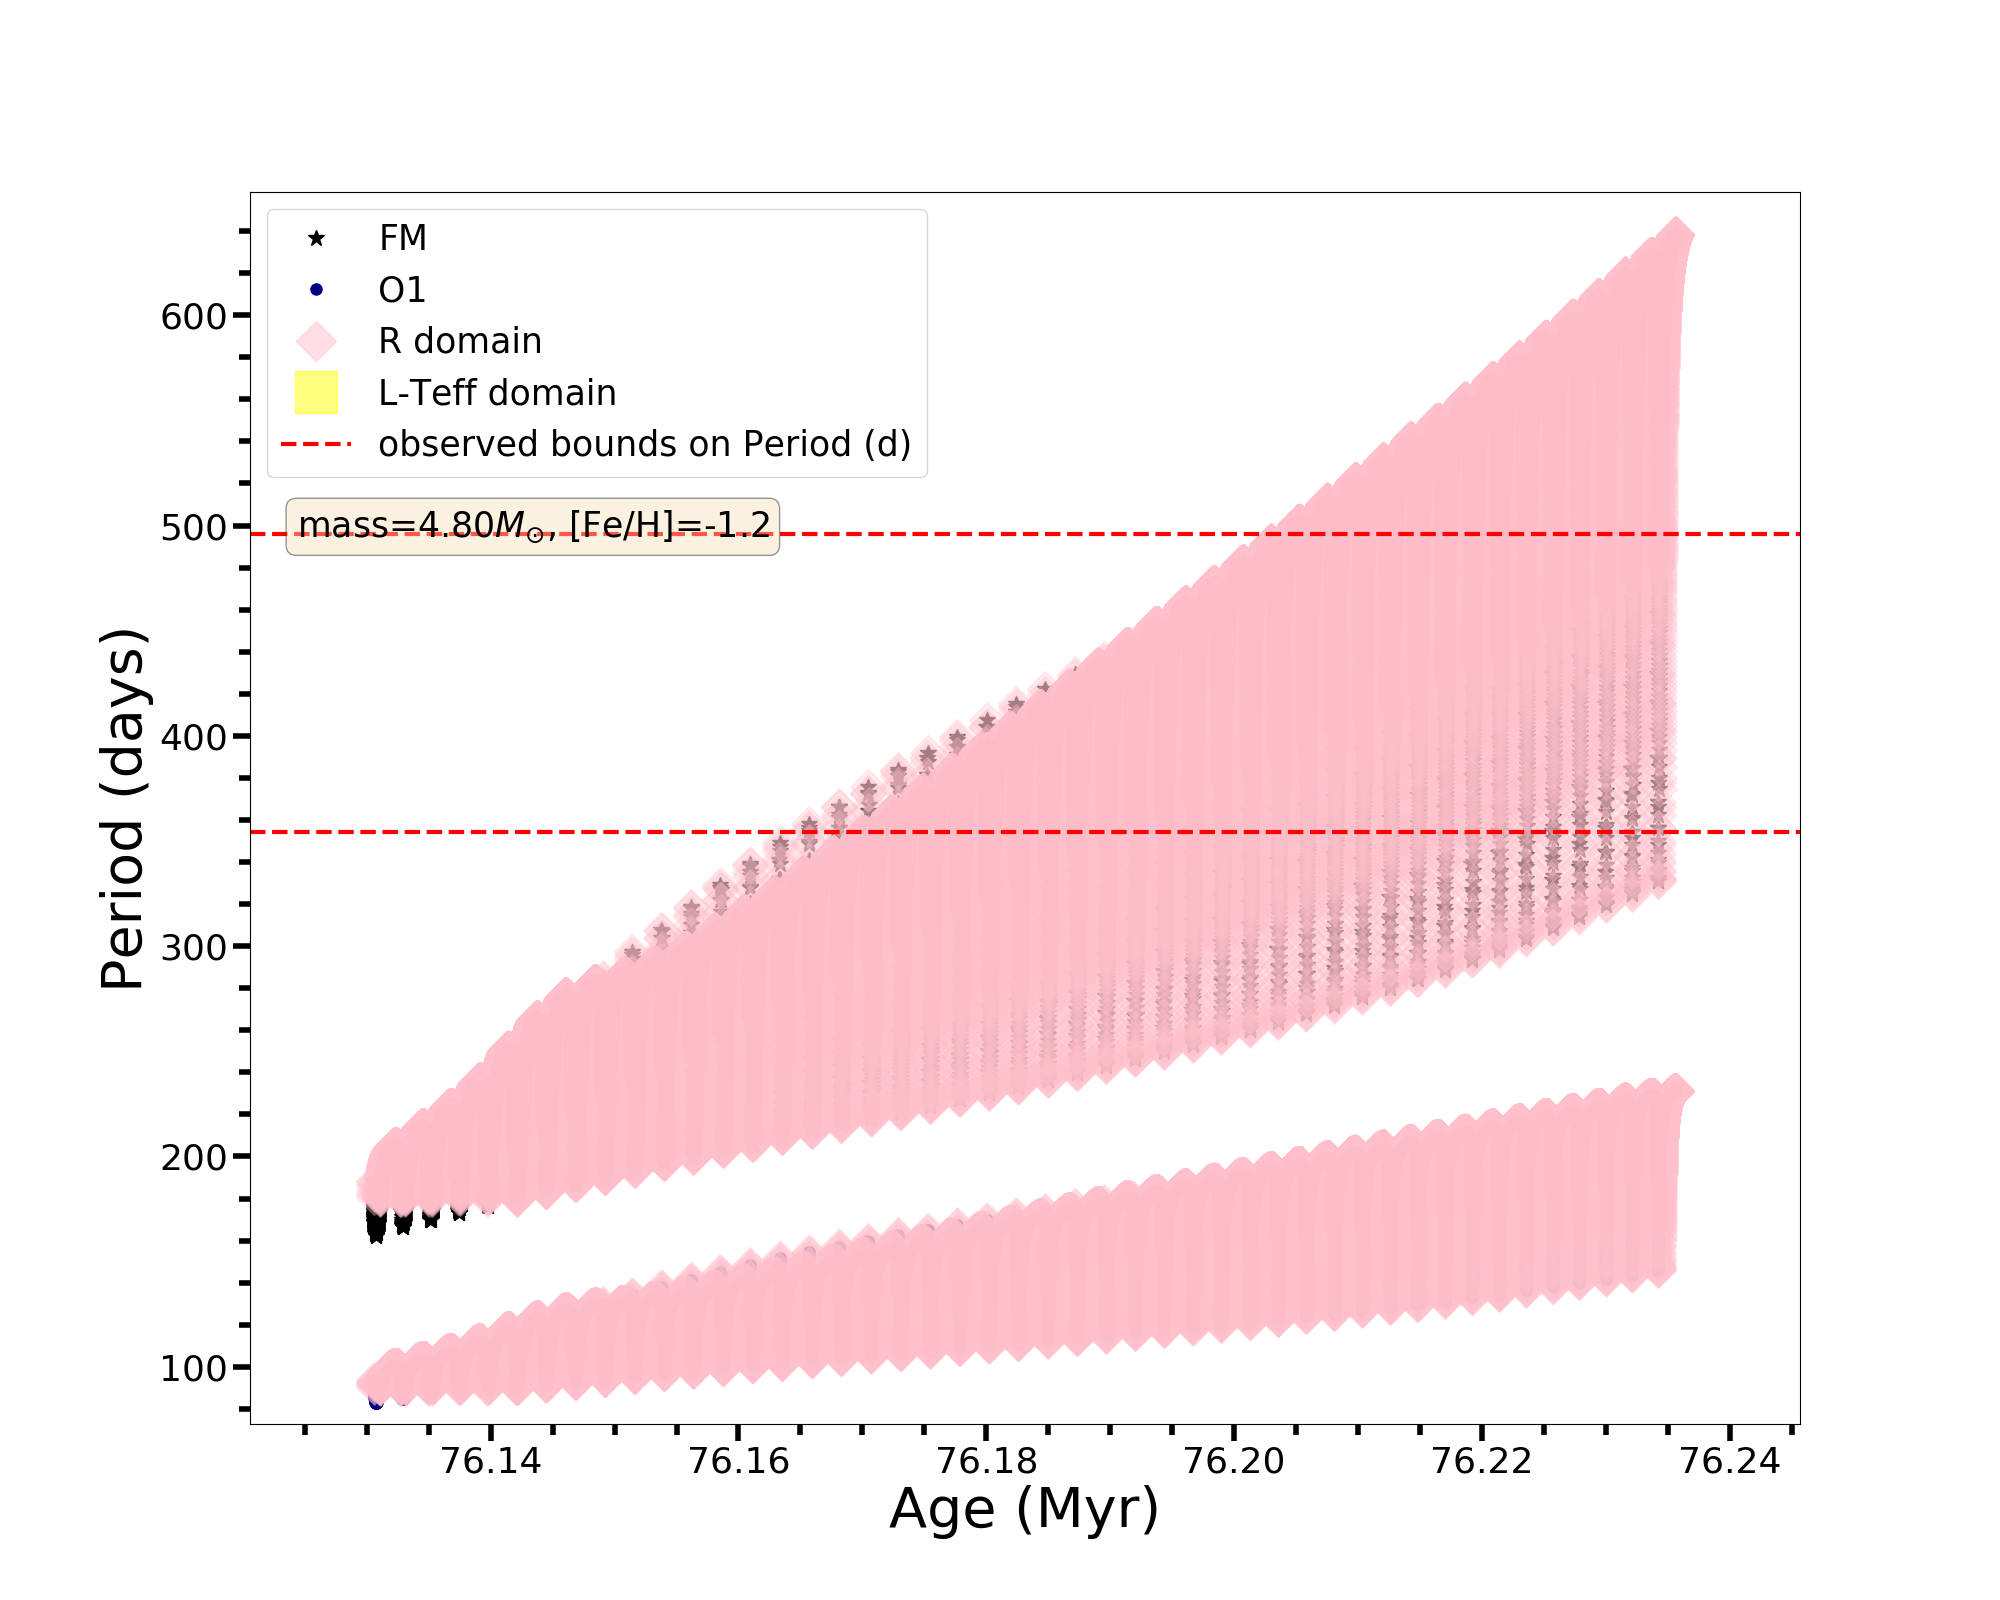 FM
O1
R domain
L-Teff domain
observed bounds on Period (d)
mass=4.80M⊙, [Fe/H]=-1.2
600
500
400
300
200
100
Period (days)
76.14 76.16 76.18 76.20 76.22 76.24
Age (Myr)